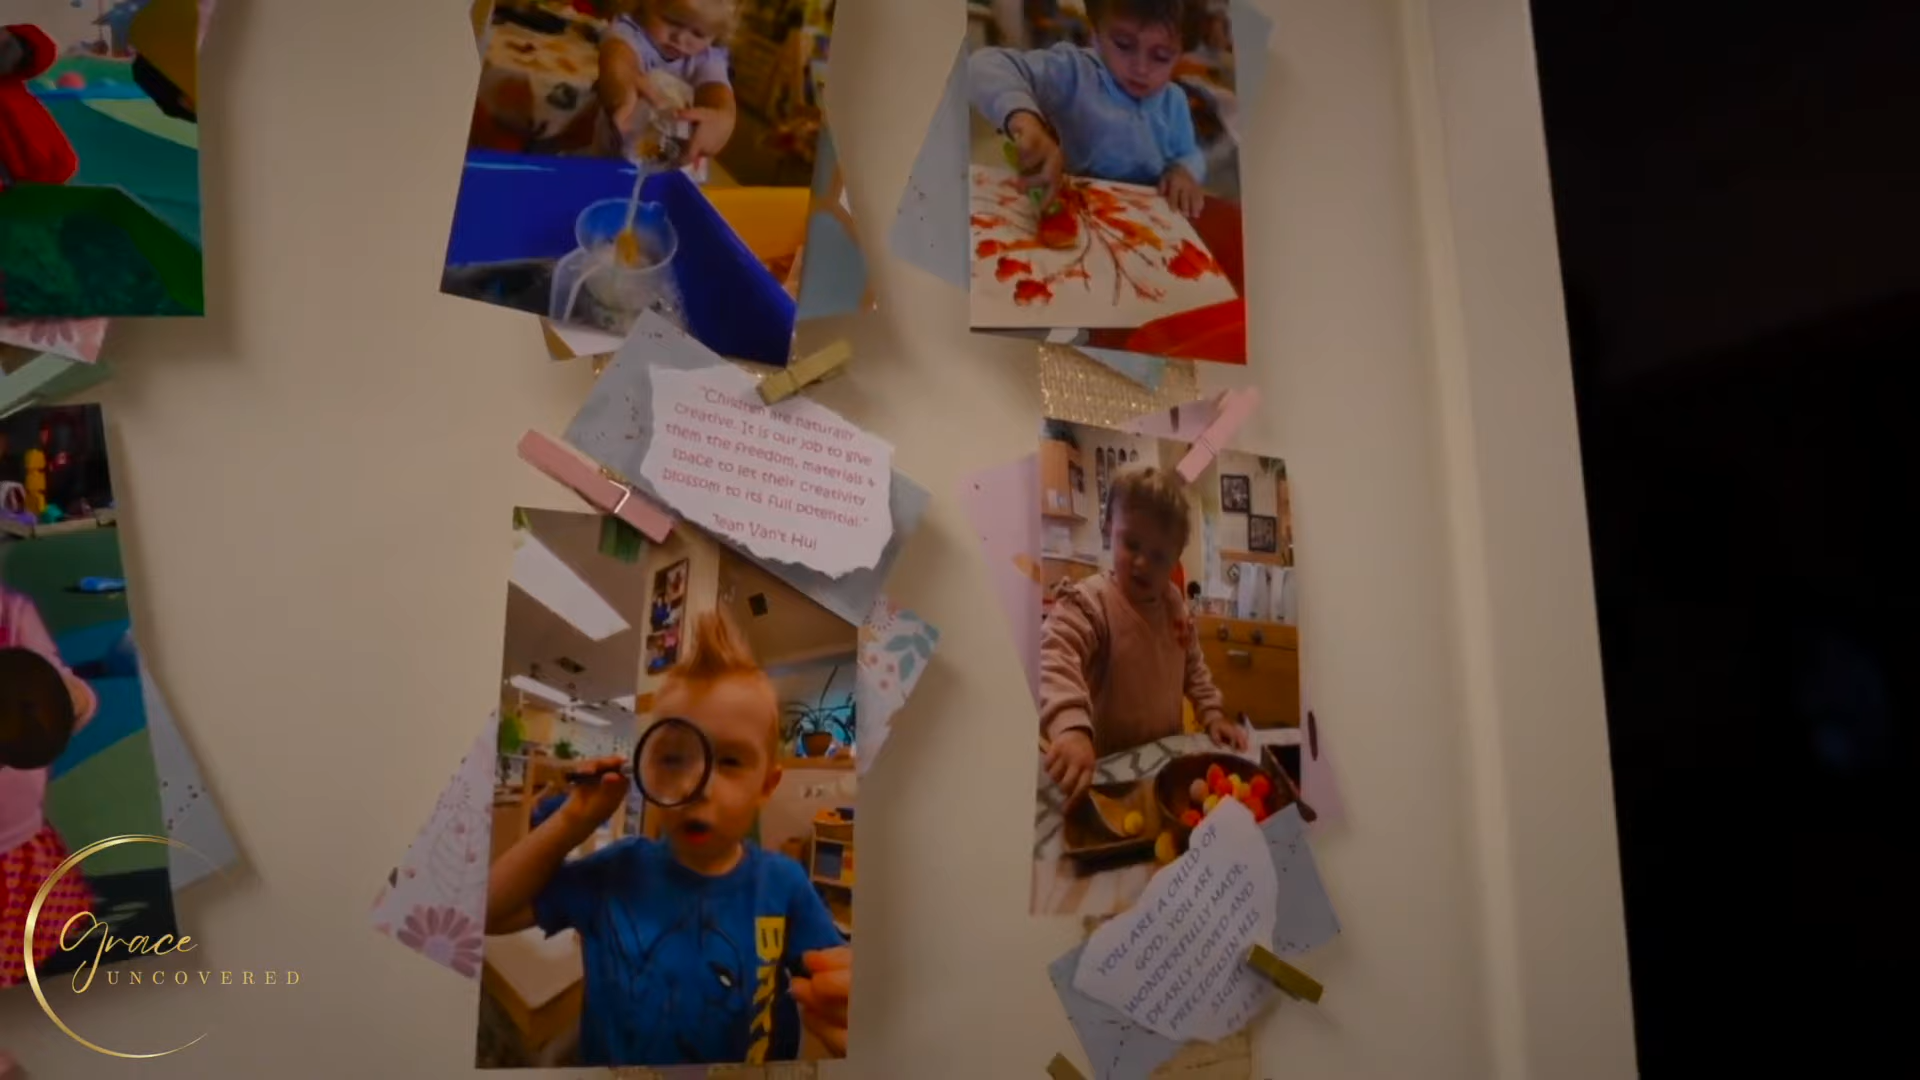 "Children are naturally
creative. It is our job to give
them the freedom, materials &
space to let their creativity
blossom to its full potential."
Jean Van't Hul
YOU ARE A CHILD OF
GOD. YOU ARE
WONDERFULLY MADE,
DEARLY LOVED AND
PRECIOUS IN HIS
SIGHT.
Grace
UNCOVERED